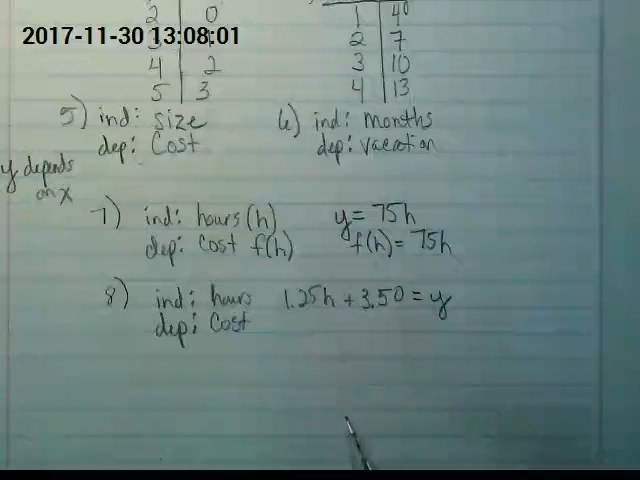 2 0
1 4
2017-11-30 13:08:01
2 7
4 2
3 10
5 3
4 13
5) ind: size
dep: Cost
6) ind: months
dep: vacation
y depends
on x
7) ind: hours (h)
dep: Cost f(h)
y = 75h
f(h) = 75h
8) ind: hours
dep: Cost
1.25h + 3.50 = y